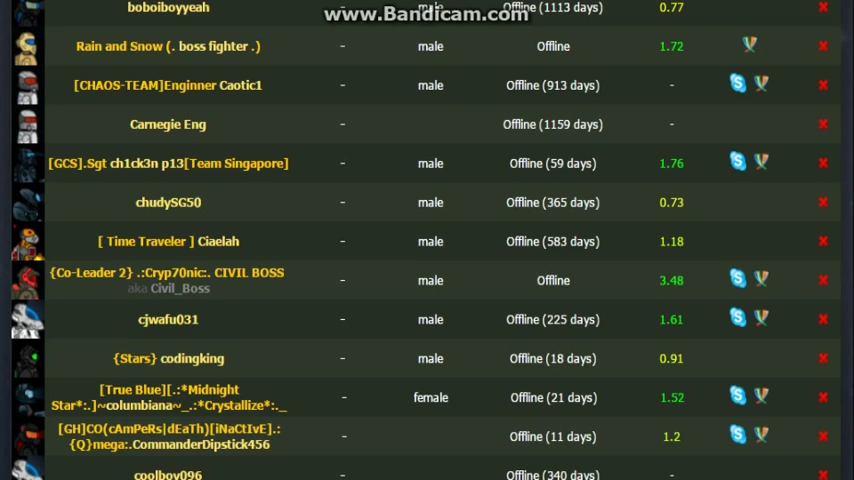 www.Bandicam.com
boboiboyyeah - male Offline (1113 days) 0.77
Rain and Snow (. boss fighter .) - male Offline 1.72
[CHAOS-TEAM]Enginner Caotic1 - male Offline (913 days) -
Carnegie Eng - male Offline (1159 days) -
[GCS].Sgt ch1ck3n p13[Team Singapore] - male Offline (59 days) 1.76
chudySG50 - male Offline (365 days) 0.73
[ Time Traveler ] Ciaelah - male Offline (583 days) 1.18
{Co-Leader 2} .:Cryp70nic:. CIVIL BOSS - male Offline 3.48
aka Civil_Boss
cjwafu031 - male Offline (225 days) 1.61
{Stars} codingking - male Offline (18 days) 0.91
[True Blue][.:*Midnight
Star*:.]~columbiana~_.:*Crystallize*:._ - female Offline (21 days) 1.52
[GH]CO(cAmPeRs|dEaTh)[iNaCtIvE].:
{Q}mega:.CommanderDipstick456 - Offline (11 days) 1.2
coolboy096 - male Offline (340 days) -